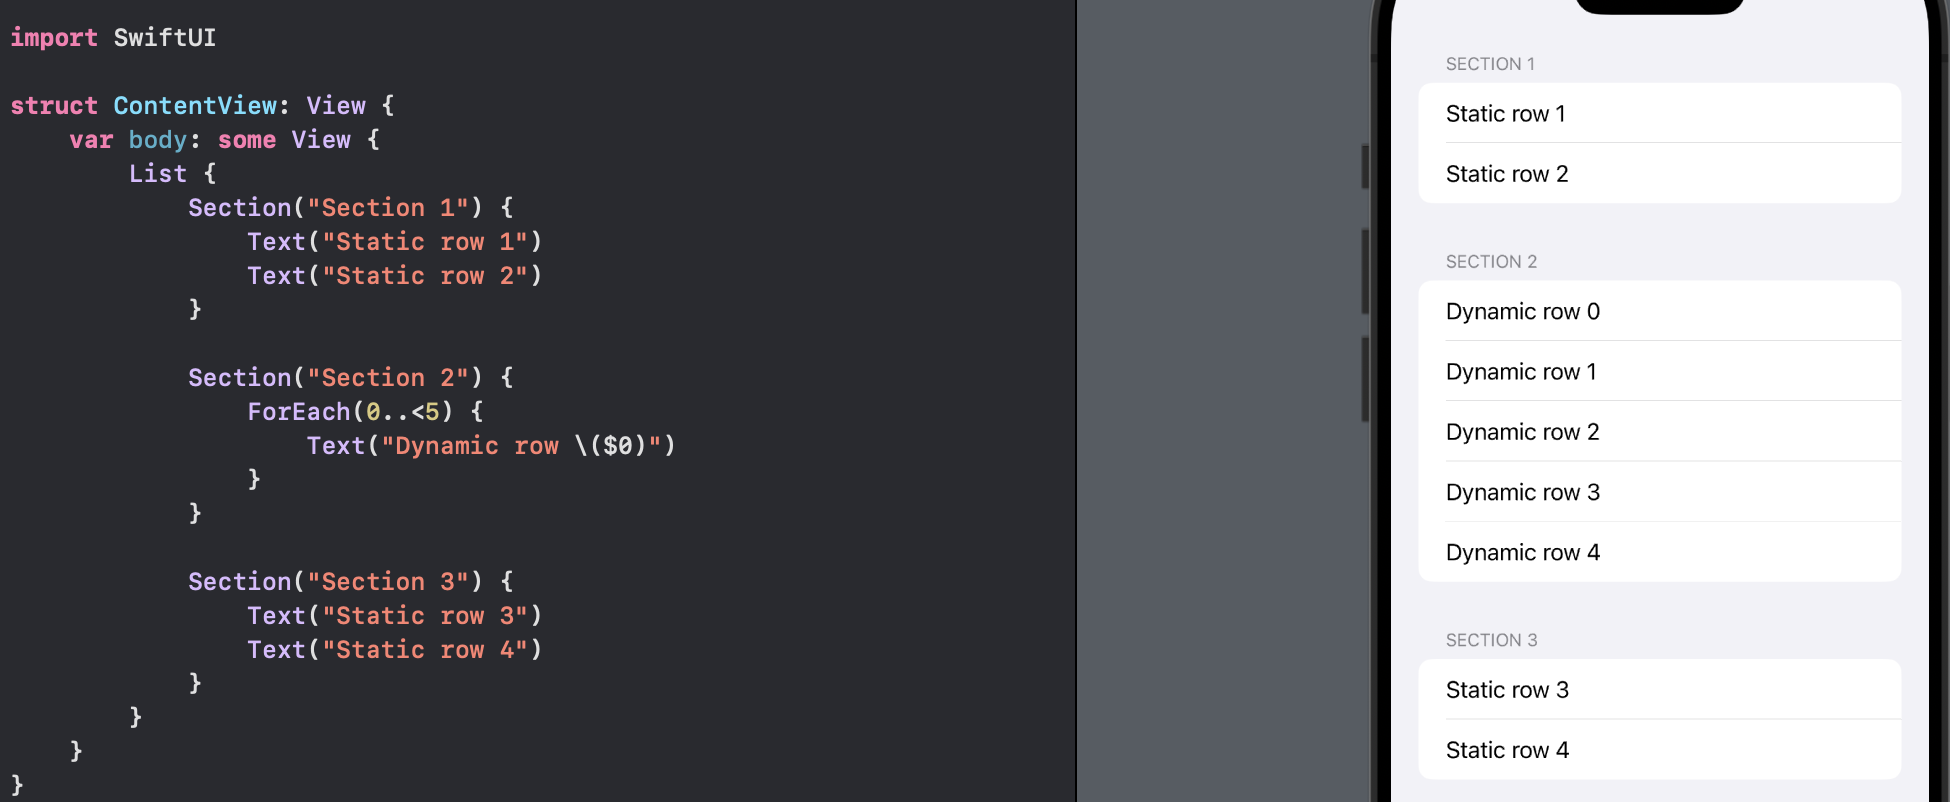 import SwiftUI
struct ContentView: View {
var body: some View {
List {
Section("Section 1") {
Text("Static row 1")
Text("Static row 2")
}
Section("Section 2") {
ForEach(0..<5) {
Text("Dynamic row \($0)")
}
}
Section("Section 3") {
Text("Static row 3")
Text("Static row 4")
}
}
}
}
SECTION 1
Static row 1
Static row 2
SECTION 2
Dynamic row 0
Dynamic row 1
Dynamic row 2
Dynamic row 3
Dynamic row 4
SECTION 3
Static row 3
Static row 4